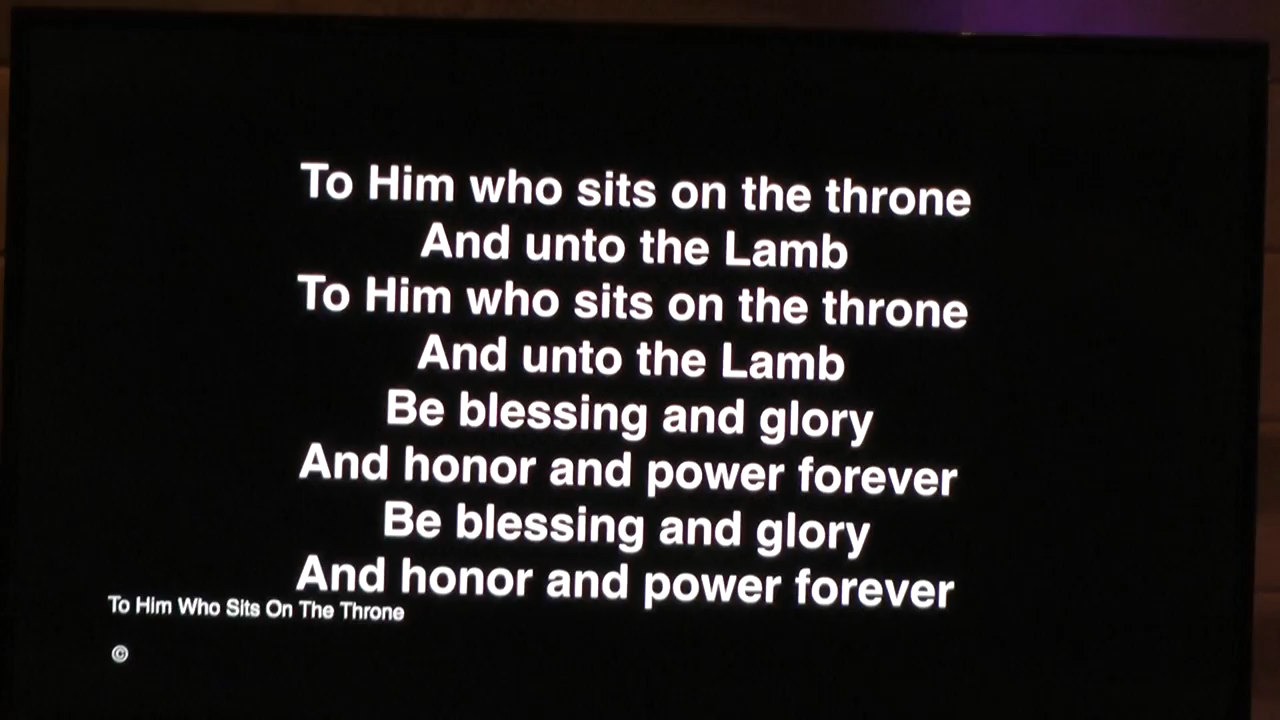 To Him who sits on the throne
And unto the Lamb
To Him who sits on the throne
And unto the Lamb
Be blessing and glory
And honor and power forever
Be blessing and glory
And honor and power forever
To Him Who Sits On The Throne
©